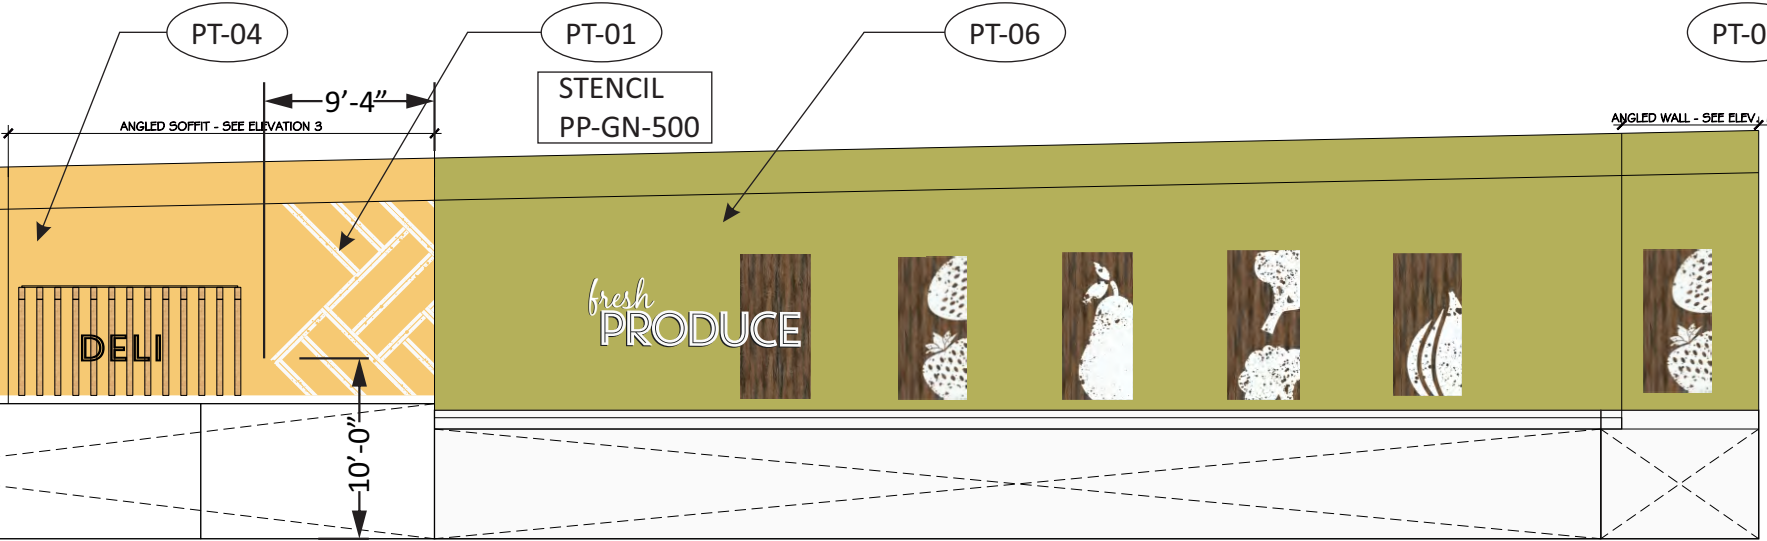 PT-04
PT-01
PT-06
PT-0
STENCIL
PP-GN-500
9’-4”
ANGLED SOFFIT - SEE ELEVATION 3
ANGLED WALL - SEE ELEV.
DELI
fresh
PRODUCE
10’-0”